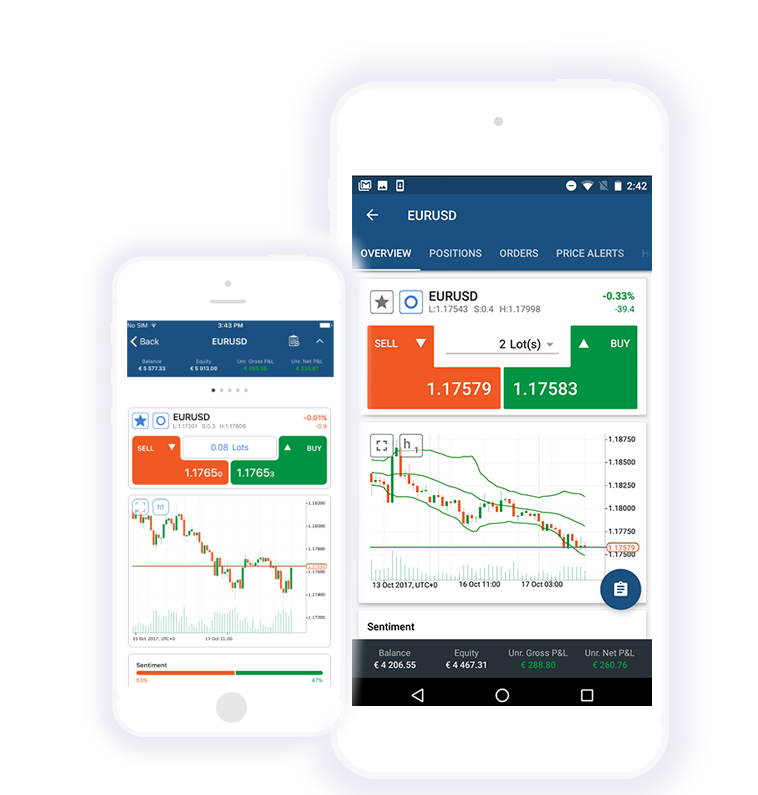 No SIM 3:43 PM
Back EURUSD
Balance Equity Unr. Gross P&L Unr. Net P&L
€ 5 577.33 € 5 913.00
EURUSD -0.01%
L:1.17301 S:0.3 H:1.17806 -0.9
SELL 0.08 Lots BUY
1.17650 1.17653
h1
1.18200
1.18000
1.17800
1.17600
1.17400
1.17200
15 Oct 2017, UTC+0 17 Oct 11:00
Sentiment
53% 47%
2:42
EURUSD
OVERVIEW POSITIONS ORDERS PRICE ALERTS H
EURUSD -0.33%
L:1.17543 S:0.4 H:1.17998 -39.4
SELL 2 Lot(s) BUY
1.17579 1.17583
h1
1.18750
1.18500
1.18250
1.18000
1.17750
1.17579
1.17500
13 Oct 2017, UTC+0 16 Oct 11:00 17 Oct 03:00
Sentiment
Balance Equity Unr. Gross P&L Unr. Net P&L
€ 4 206.55 € 4 467.31 € 288.80 € 260.76